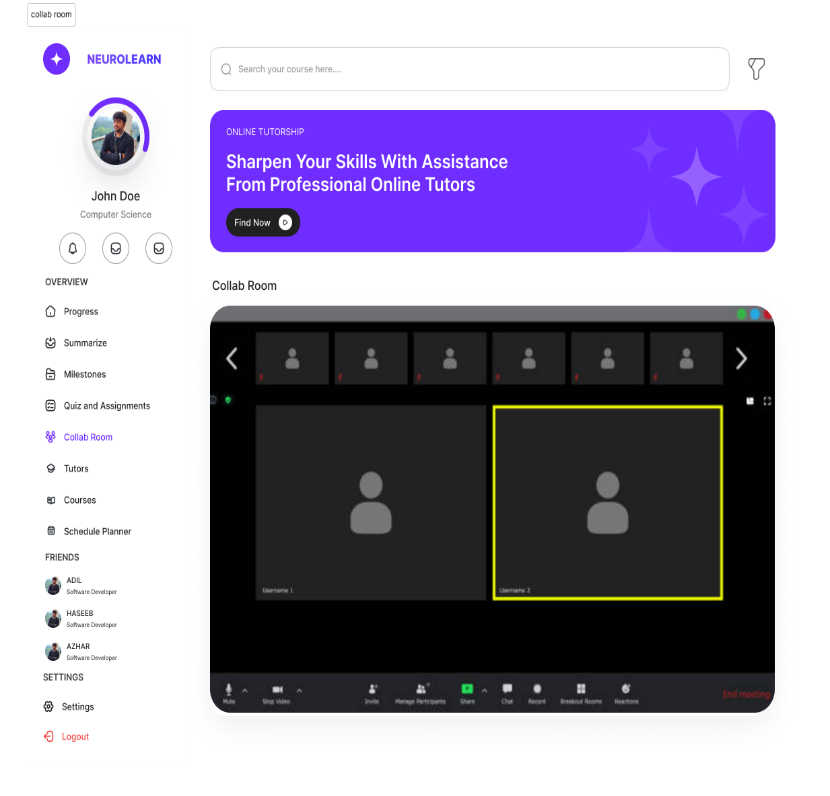 collab room
NEUROLEARN
Search your course here....
John Doe
Computer Science
OVERVIEW
Progress
Summarize
Milestones
Quiz and Assignments
Collab Room
Tutors
Courses
Schedule Planner
FRIENDS
ADIL
Software Developer
HASEEB
Software Developer
AZHAR
Software Developer
SETTINGS
Settings
Logout
ONLINE TUTORSHIP
Sharpen Your Skills With Assistance
From Professional Online Tutors
Find Now
Collab Room
Username 1
Username 2
Mute
Stop Video
Invite
Manage Participants
Share
Chat
Record
Breakout Rooms
Reactions
End meeting